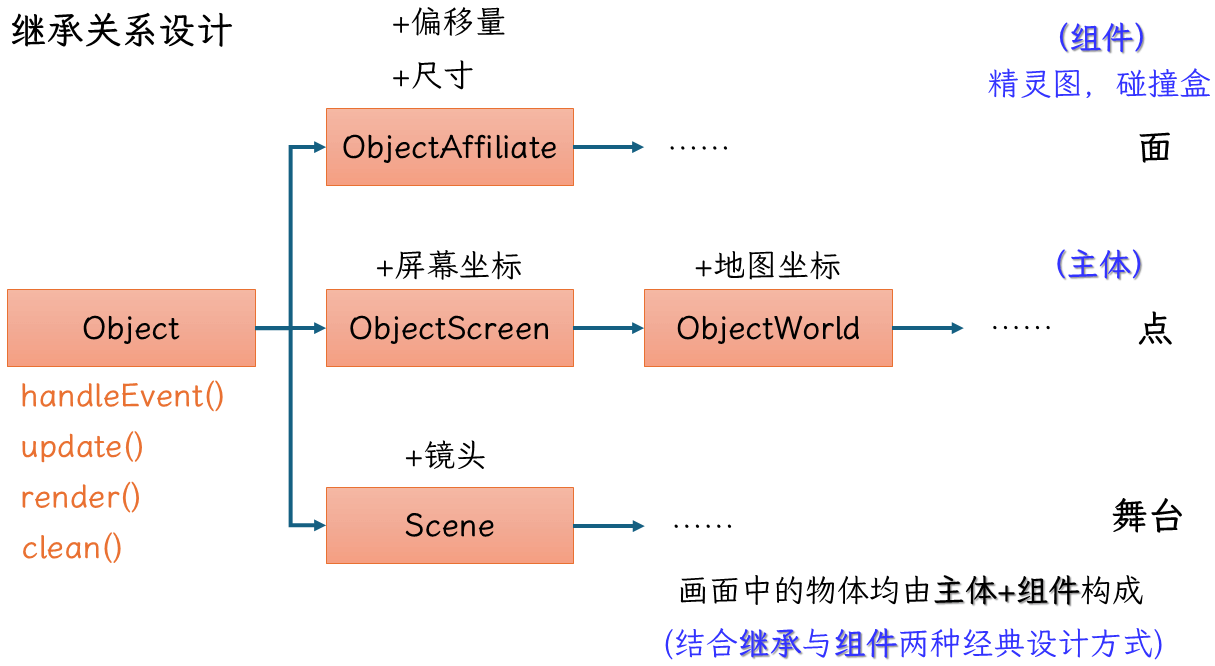 继承关系设计
+偏移量
+尺寸
(组件)
精灵图，碰撞盒
ObjectAffiliate
……
面
+屏幕坐标
+地图坐标
(主体)
Object
ObjectScreen
ObjectWorld
……
点
handleEvent()
update()
render()
clean()
+镜头
Scene
……
舞台
画面中的物体均由主体+组件构成
(结合继承与组件两种经典设计方式)